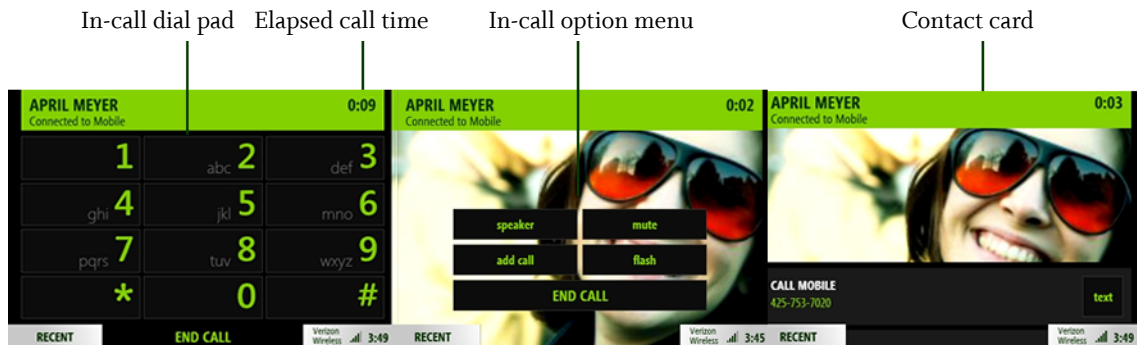 In-call dial pad
Elapsed call time
In-call option menu
Contact card
APRIL MEYER
0:09
Connected to Mobile
1
abc 2
def 3
ghi 4
jkl 5
mno 6
pqrs 7
tuv 8
wxyz 9
*
0
#
RECENT
END CALL
Verizon
Wireless
3:49
APRIL MEYER
0:02
Connected to Mobile
speaker
mute
add call
flash
END CALL
RECENT
Verizon
Wireless
3:45
APRIL MEYER
0:03
Connected to Mobile
CALL MOBILE
425-753-7020
text
RECENT
Verizon
Wireless
3:49